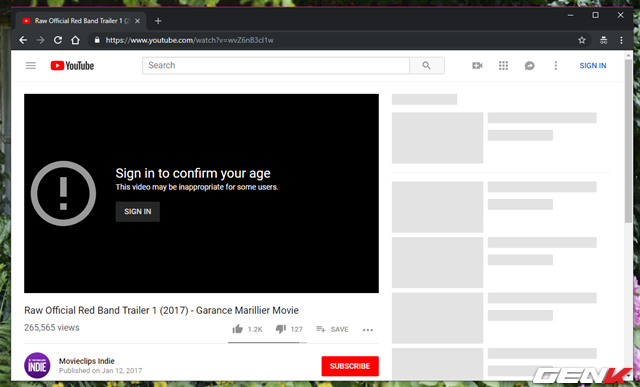 Raw Official Red Band Trailer 1 (2
https://www.youtube.com/watch?v=wvZ6nB3cI1w
YouTube
Search
SIGN IN
Sign in to confirm your age
This video may be inappropriate for some users.
SIGN IN
Raw Official Red Band Trailer 1 (2017) - Garance Marillier Movie
265,565 views
1.2K
127
SAVE
INDIE
Movieclips Indie
Published on Jan 12, 2017
SUBSCRIBE
GENK